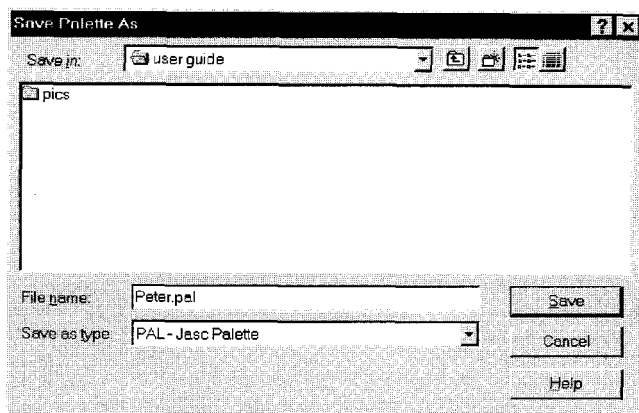 Save Palette As
Save in: user guide
pics
File name: Peter.pal Save
Save as type: PAL - Jasc Palette Cancel
Help